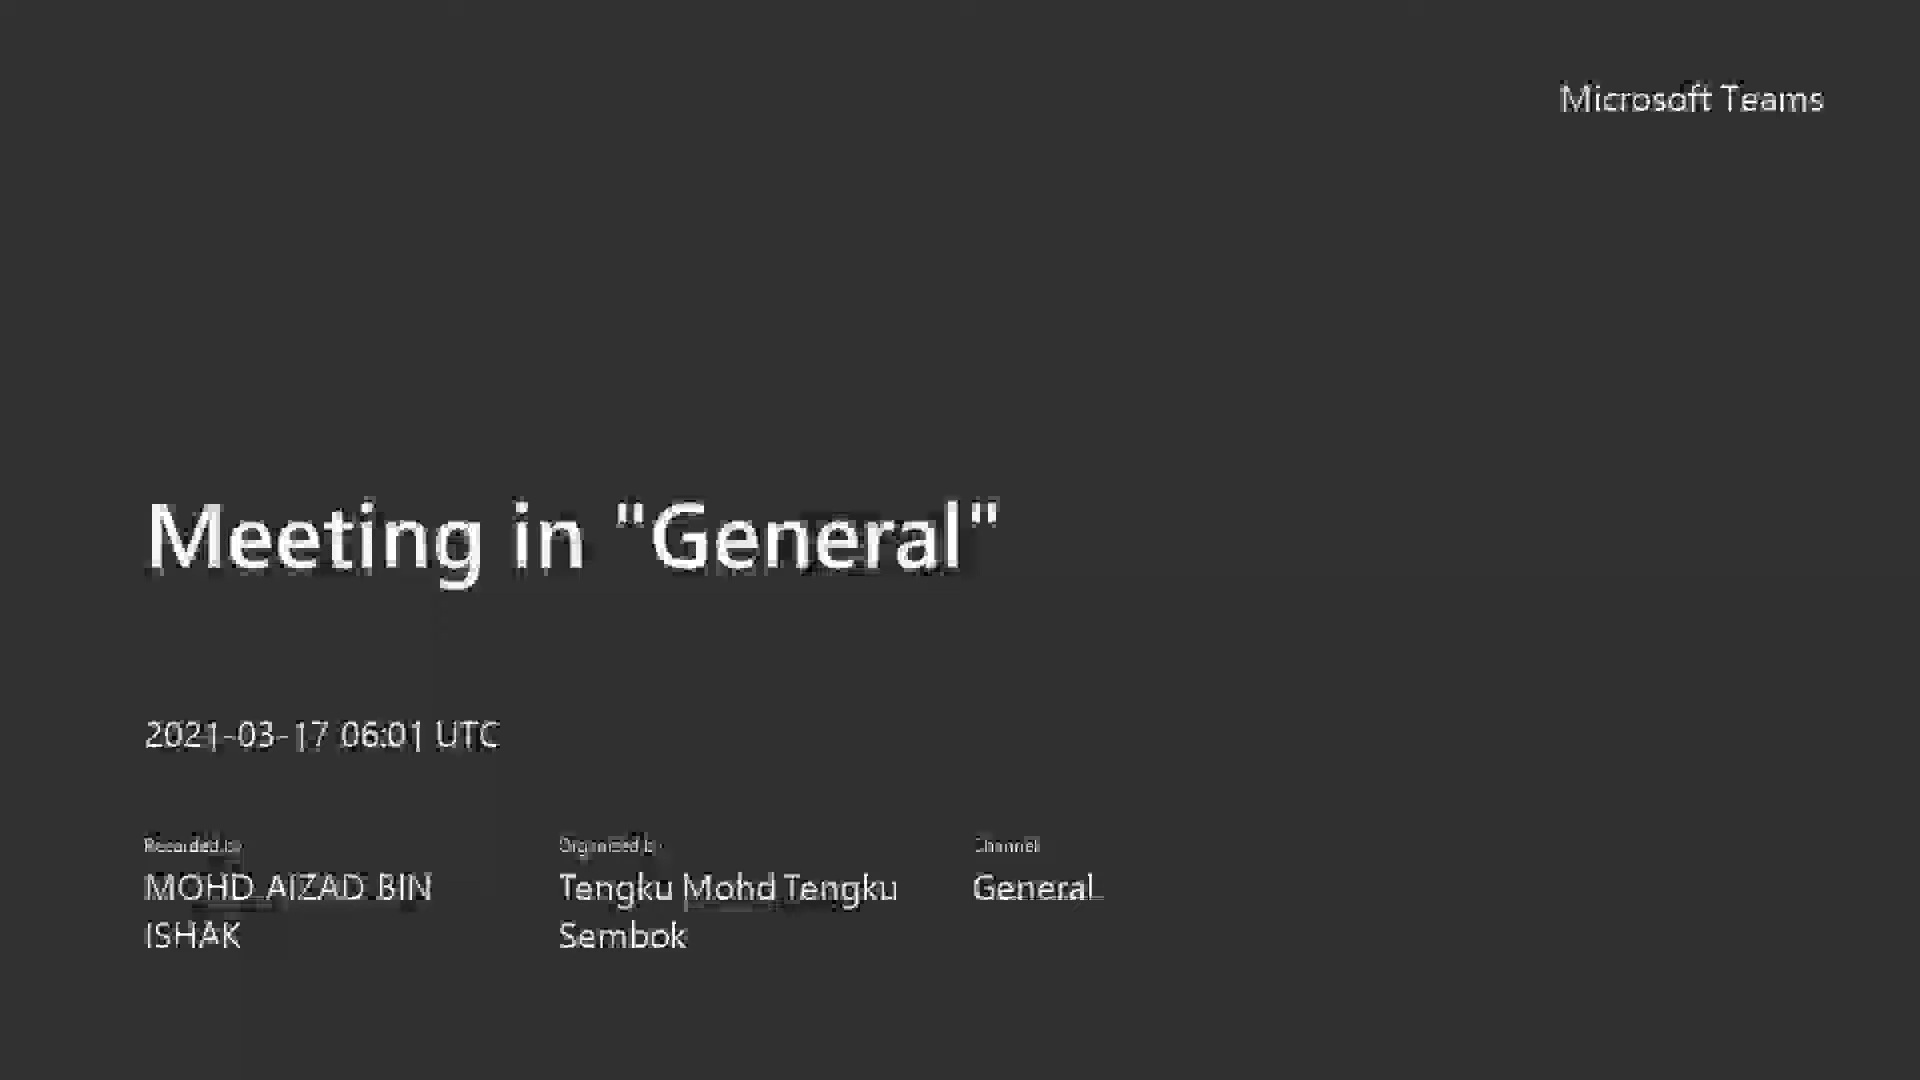 Microsoft Teams
Meeting in "General"
2021-03-17 06:01 UTC
Recorded by
Organized by
Channel
MOHD AIZAD BIN
Tengku Mohd Tengku
General
ISHAK
Sembok